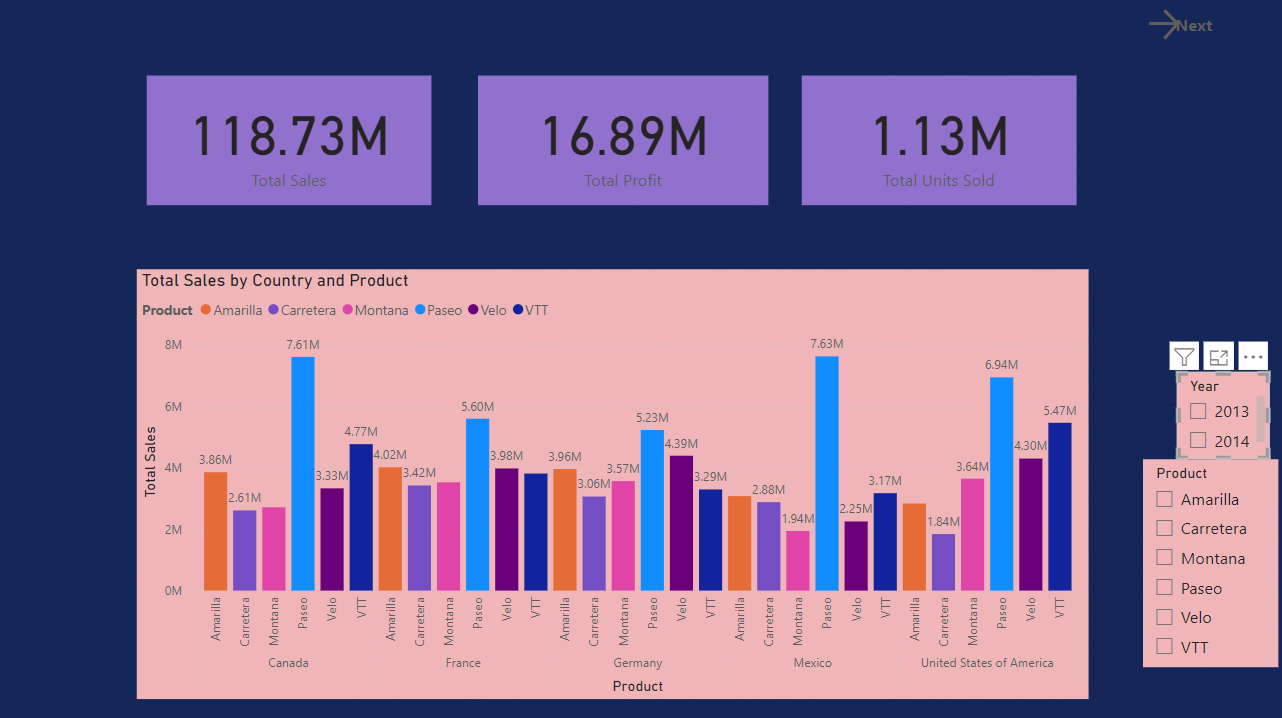 Next
118.73M
Total Sales
16.89M
Total Profit
1.13M
Total Units Sold
Total Sales by Country and Product
Product Amarilla Carretera Montana Paseo Velo VTT
Total Sales
8M
6M
4M
2M
0M
3.86M
2.61M
7.61M
3.33M
4.77M
4.02M
3.42M
5.60M
3.98M
3.96M
3.06M
3.57M
5.23M
4.39M
3.29M
2.88M
1.94M
7.63M
2.25M
3.17M
1.84M
3.64M
6.94M
4.30M
5.47M
Amarilla
Carretera
Montana
Paseo
Velo
VTT
Amarilla
Carretera
Montana
Paseo
Velo
VTT
Amarilla
Carretera
Montana
Paseo
Velo
VTT
Amarilla
Carretera
Montana
Paseo
Velo
VTT
Amarilla
Carretera
Montana
Paseo
Velo
VTT
Canada
France
Germany
Mexico
United States of America
Product
Year
2013
2014
Product
Amarilla
Carretera
Montana
Paseo
Velo
VTT